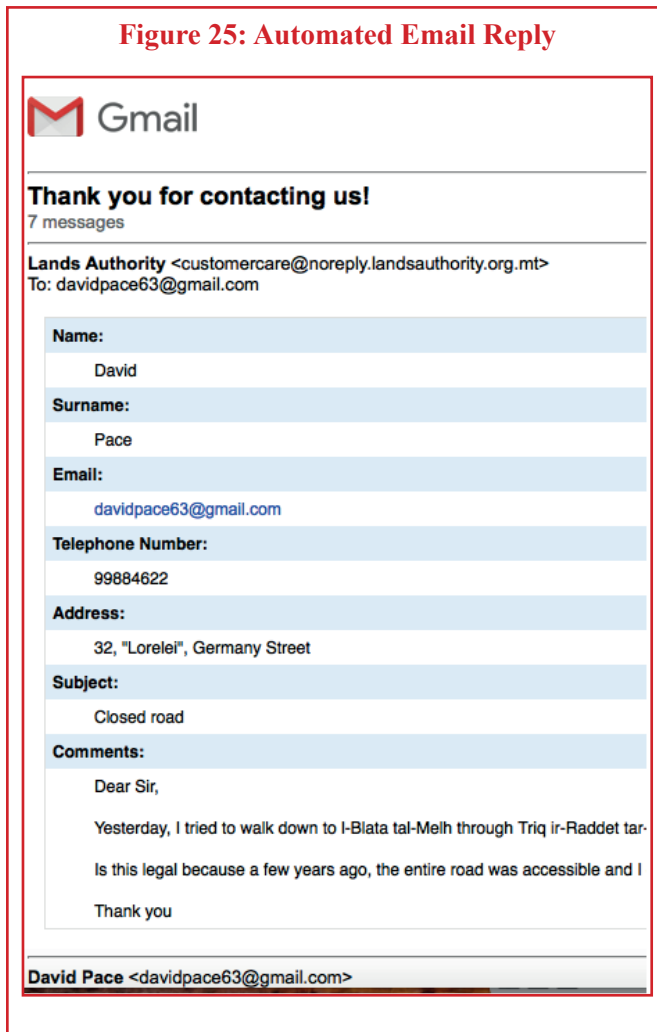 Figure 25: Automated Email Reply
Gmail
Thank you for contacting us!
7 messages
Lands Authority <customercare@noreply.landsauthority.org.mt>
To: davidpace63@gmail.com
Name:
David
Surname:
Pace
Email:
davidpace63@gmail.com
Telephone Number:
99884622
Address:
32, "Lorelei", Germany Street
Subject:
Closed road
Comments:
Dear Sir,
Yesterday, I tried to walk down to l-Blata tal-Melh through Triq ir-Raddet tar-
Is this legal because a few years ago, the entire road was accessible and I
Thank you
David Pace <davidpace63@gmail.com>